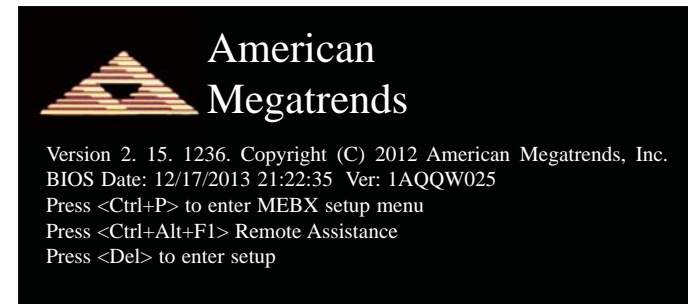 American
Megatrends
Version 2. 15. 1236. Copyright (C) 2012 American Megatrends, Inc.
BIOS Date: 12/17/2013 21:22:35 Ver: 1AQQW025
Press <Ctrl+P> to enter MEBX setup menu
Press <Ctrl+Alt+F1> Remote Assistance
Press <Del> to enter setup